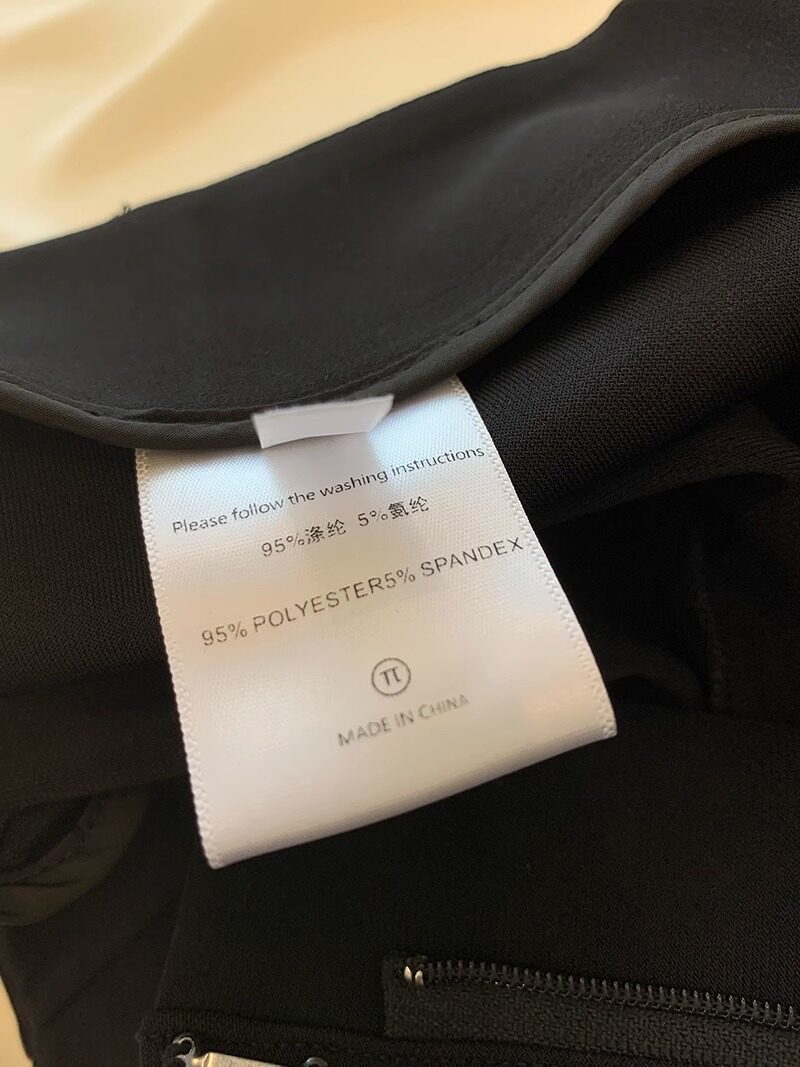 Please follow the washing instructions
95%涤纶 5%氨纶
95% POLYESTER5% SPANDEX
π
MADE IN CHINA